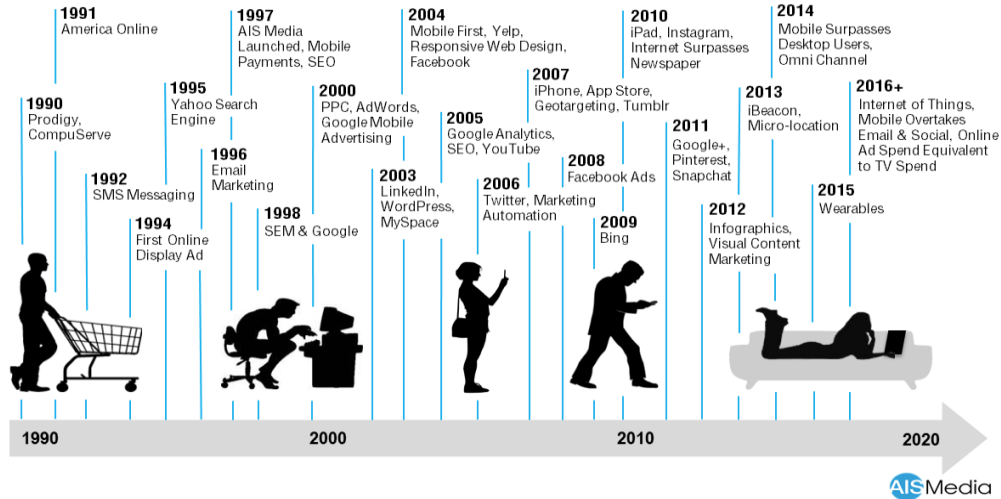 1990
Prodigy,
CompuServe
1991
America Online
1992
SMS Messaging
1994
First Online
Display Ad
1995
Yahoo Search
Engine
1996
Email
Marketing
1997
AIS Media
Launched, Mobile
Payments, SEO
1998
SEM & Google
2000
PPC, AdWords,
Google Mobile
Advertising
2003
LinkedIn,
WordPress,
MySpace
2004
Mobile First, Yelp,
Responsive Web Design,
Facebook
2005
Google Analytics,
SEO, YouTube
2006
Twitter, Marketing
Automation
2007
iPhone, App Store,
Geotargeting, Tumblr
2008
Facebook Ads
2009
Bing
2010
iPad, Instagram,
Internet Surpasses
Newspaper
2011
Google+,
Pinterest,
Snapchat
2012
Infographics,
Visual Content
Marketing
2013
iBeacon,
Micro-location
2014
Mobile Surpasses
Desktop Users,
Omni Channel
2015
Wearables
2016+
Internet of Things,
Mobile Overtakes
Email & Social, Online
Ad Spend Equivalent
to TV Spend
1990
2000
2010
2020
AISMedia